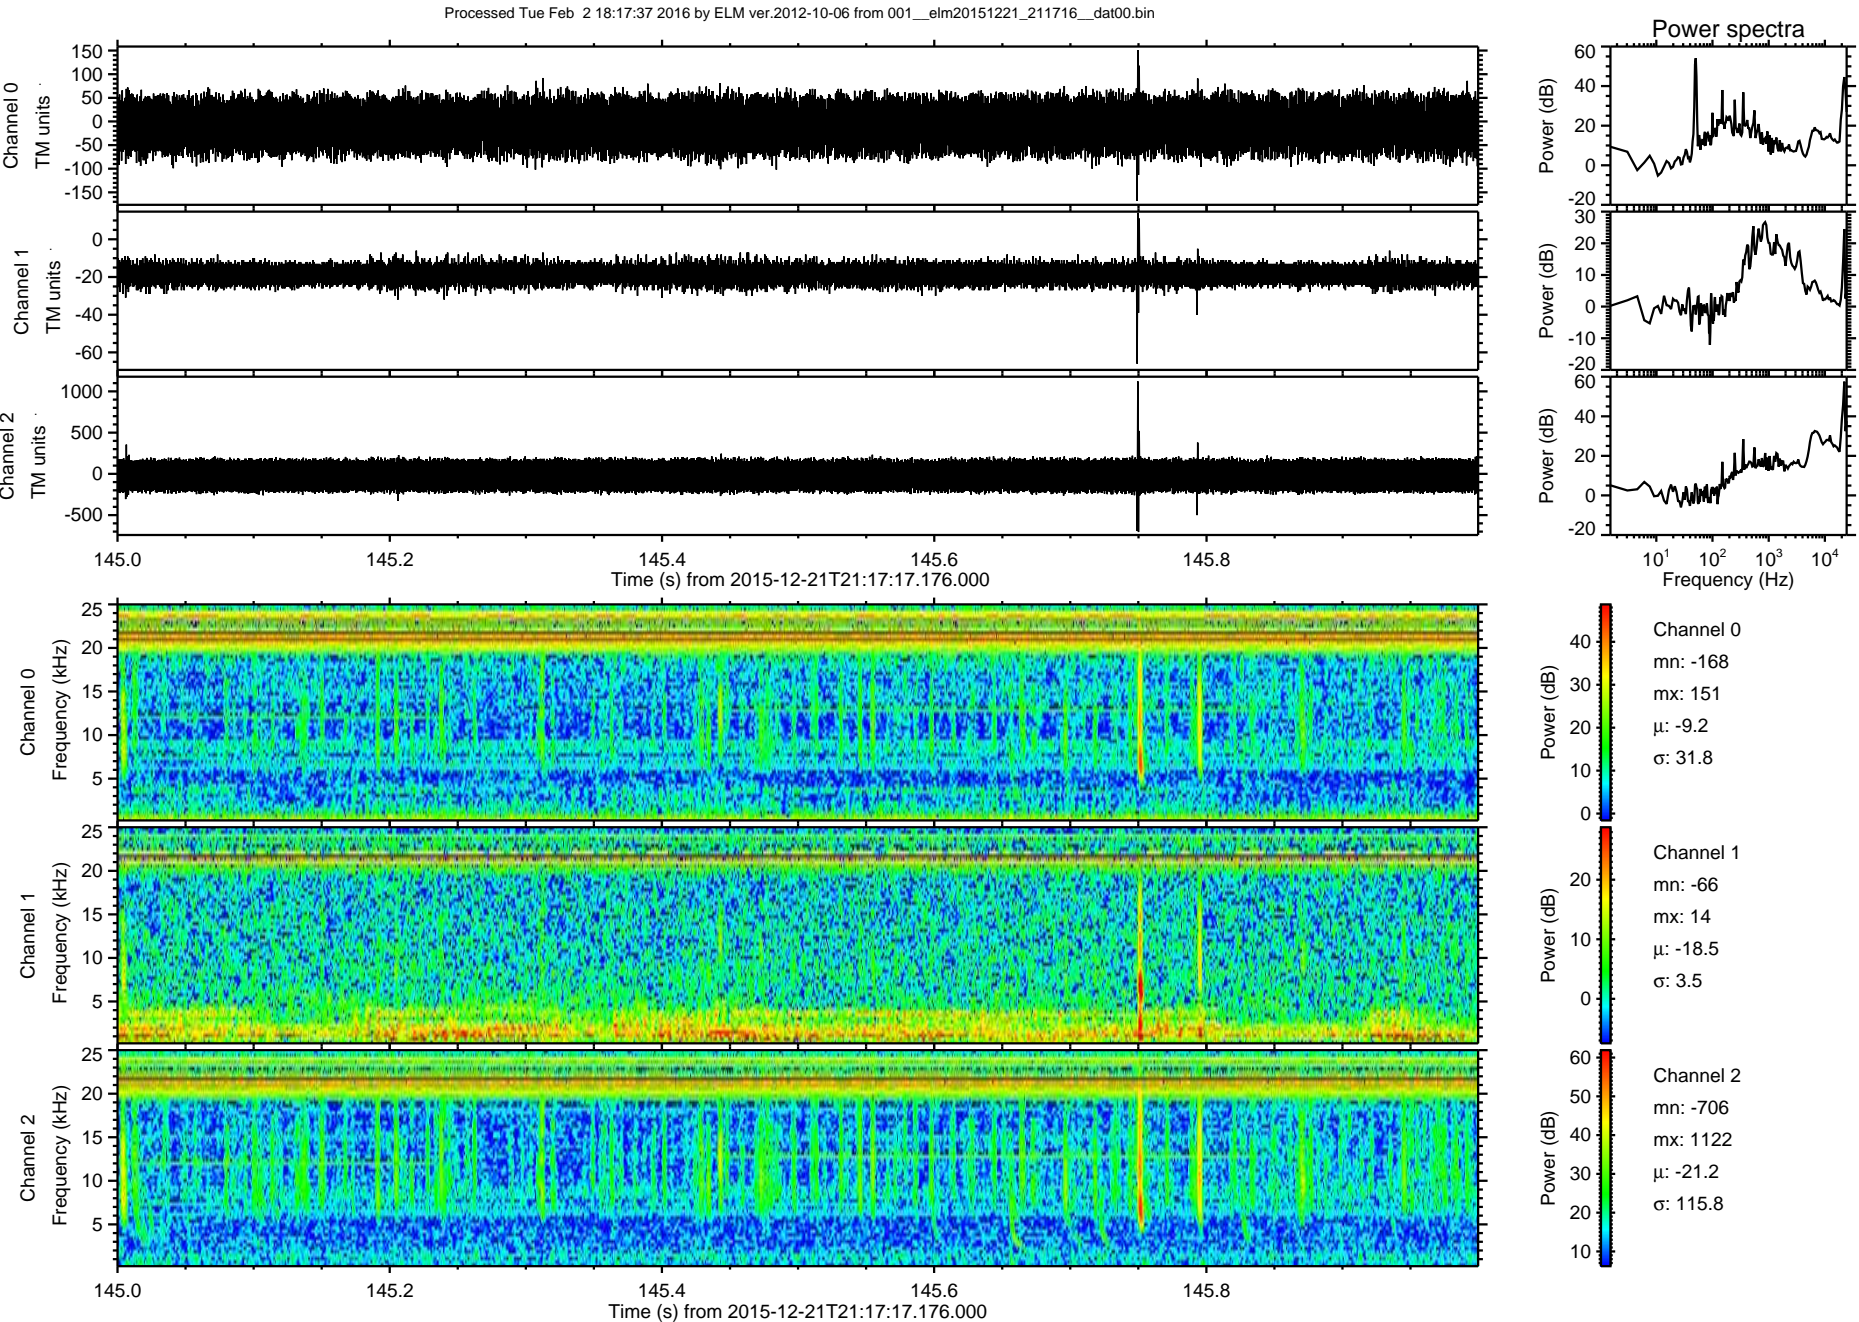 Processed Tue Feb  2 18:17:37 2016 by ELM ver.2012-10-06 from 001__elm20151221_211716__dat00.bin
Power spectra
Channel 0
TM units
150
100
50
0
-50
-100
-150
Power (dB)
60
40
20
0
-20
Channel 1
TM units
0
-20
-40
-60
Power (dB)
30
20
10
0
-10
-20
Channel 2
TM units
1000
500
0
-500
Power (dB)
60
40
20
0
-20
145.0 145.2 145.4 145.6 145.8
Time (s) from 2015-12-21T21:17:17.176.000
10^1 10^2 10^3 10^4
Frequency (Hz)
Channel 0
Frequency (kHz)
25
20
15
10
5
Power (dB)
40
30
20
10
0
Channel 0
mn: -168
mx: 151
μ: -9.2
σ: 31.8
Channel 1
Frequency (kHz)
25
20
15
10
5
Power (dB)
20
10
0
Channel 1
mn: -66
mx: 14
μ: -18.5
σ: 3.5
Channel 2
Frequency (kHz)
25
20
15
10
5
Power (dB)
60
50
40
30
20
10
Channel 2
mn: -706
mx: 1122
μ: -21.2
σ: 115.8
145.0 145.2 145.4 145.6 145.8
Time (s) from 2015-12-21T21:17:17.176.000